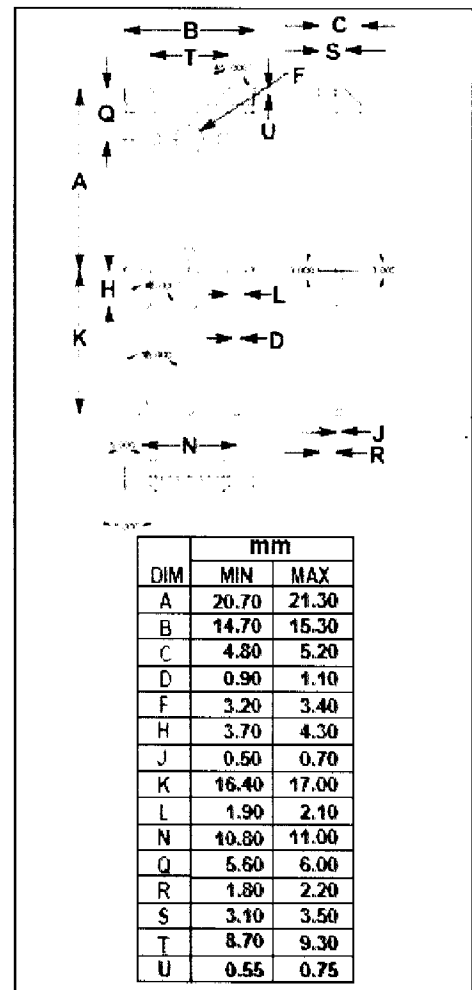 B C
T S
F
Q
U
A
H
L
K
D
N
J
R
mm
DIM MIN MAX
A 20.70 21.30
B 14.70 15.30
C 4.80 5.20
D 0.90 1.10
F 3.20 3.40
H 3.70 4.30
J 0.50 0.70
K 16.40 17.00
L 1.90 2.10
N 10.80 11.00
Q 5.60 6.00
R 1.80 2.20
S 3.10 3.50
T 8.70 9.30
U 0.55 0.75